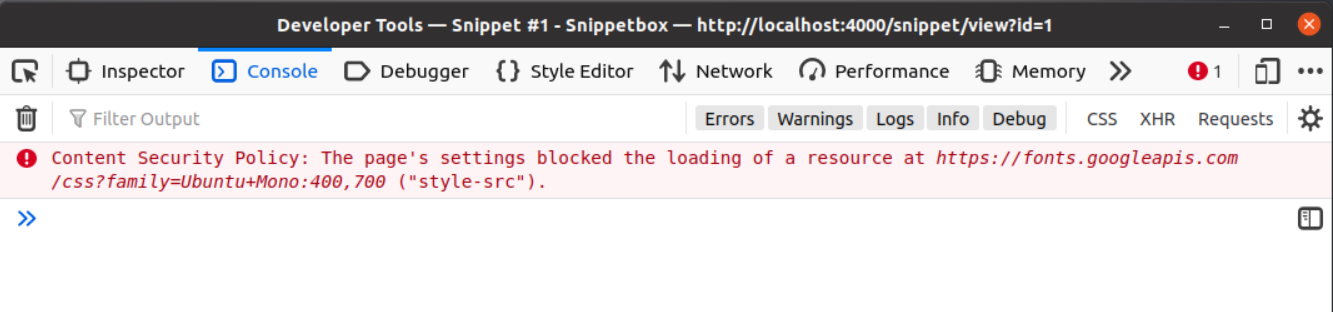 Developer Tools — Snippet #1 - Snippetbox — http://localhost:4000/snippet/view?id=1
Inspector Console Debugger Style Editor Network Performance Memory 1
Filter Output Errors Warnings Logs Info Debug CSS XHR Requests
Content Security Policy: The page's settings blocked the loading of a resource at https://fonts.googleapis.com
/css?family=Ubuntu+Mono:400,700 ("style-src").